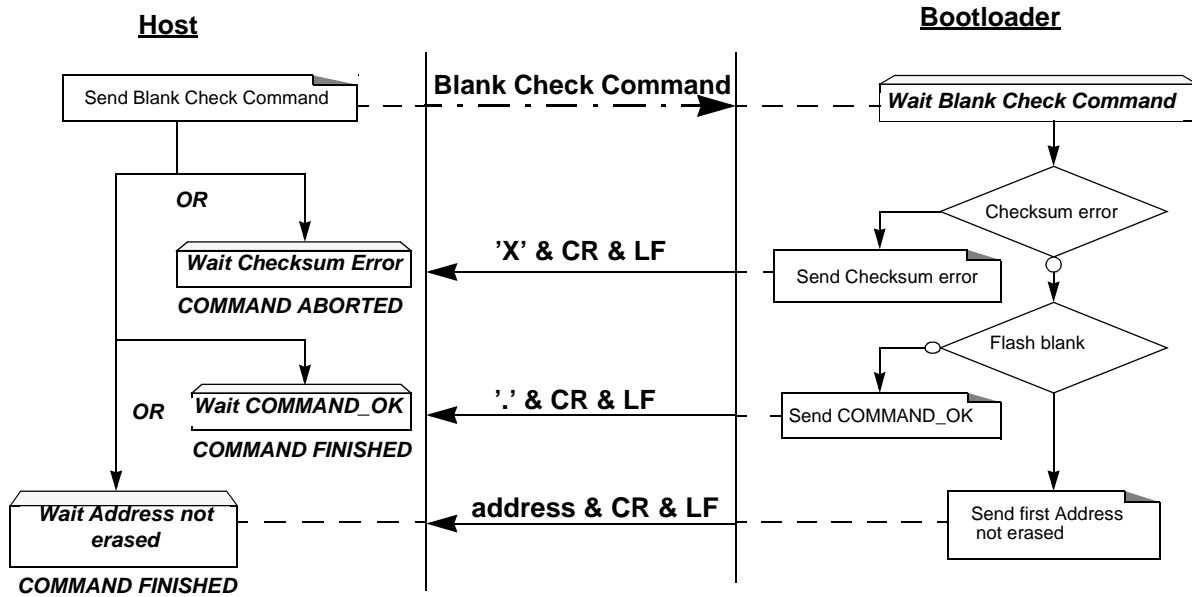 Host
Bootloader
Send Blank Check Command
Blank Check Command
Wait Blank Check Command
OR
Checksum error
Wait Checksum Error
’X’ & CR & LF
Send Checksum error
COMMAND ABORTED
Flash blank
OR
Wait COMMAND_OK
’.’ & CR & LF
Send COMMAND_OK
COMMAND FINISHED
Wait Address not
erased
address & CR & LF
Send first Address
not erased
COMMAND FINISHED